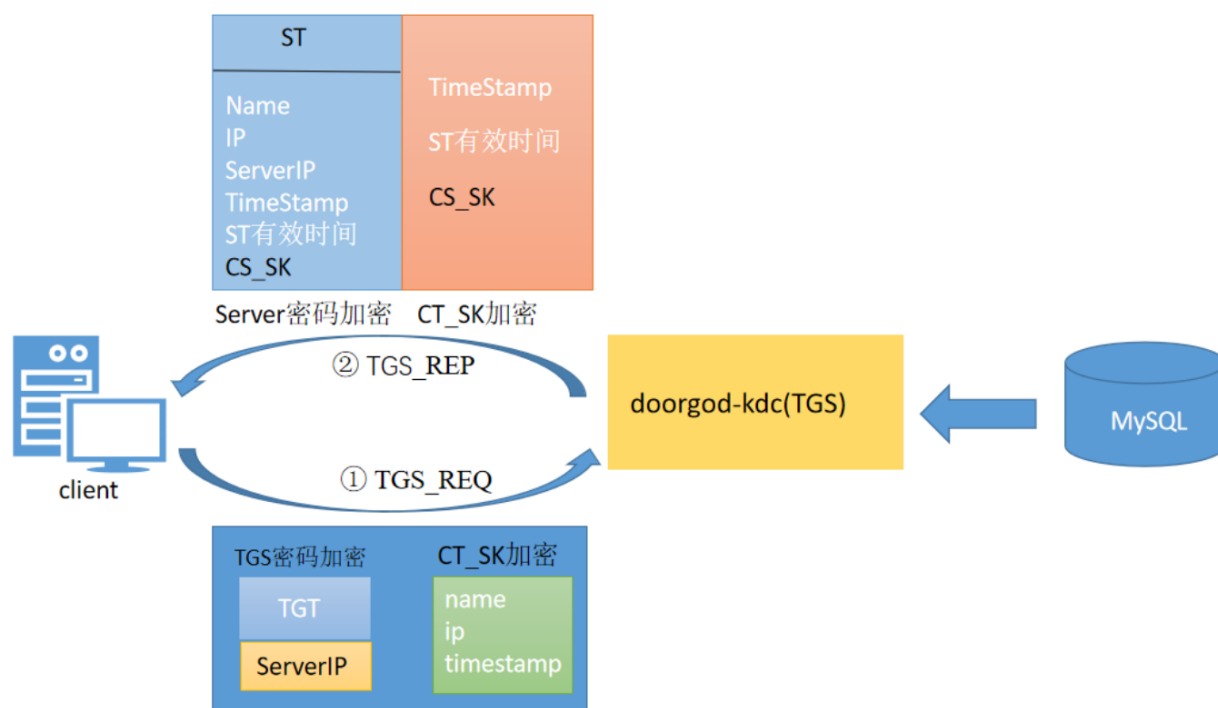 ST
Name
IP
ServerIP
TimeStamp
ST有效时间
CS_SK
TimeStamp
ST有效时间
CS_SK
Server密码加密
CT_SK加密
② TGS_REP
doorgod-kdc(TGS)
MySQL
client
① TGS_REQ
TGS密码加密
TGT
ServerIP
CT_SK加密
name
ip
timestamp